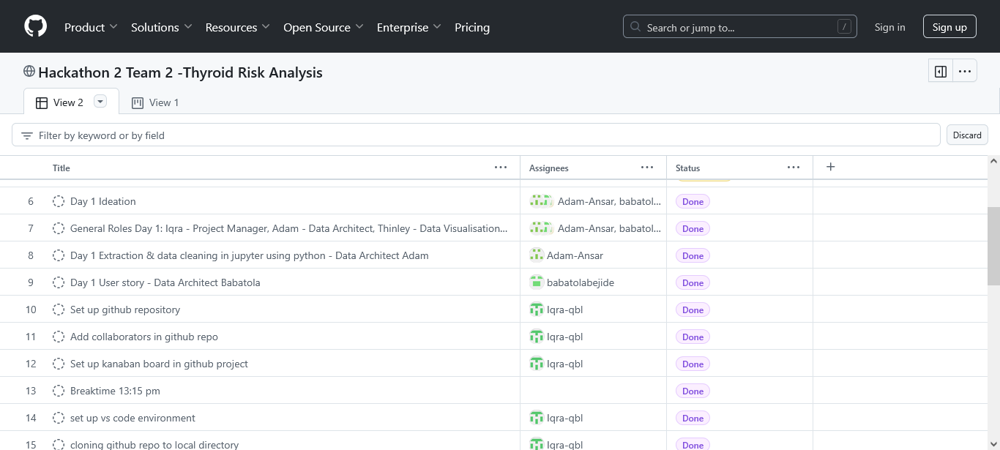 Product Solutions Resources Open Source Enterprise Pricing Search or jump to... / Sign in Sign up
Hackathon 2 Team 2 -Thyroid Risk Analysis
View 2 View 1
Filter by keyword or by field Discard
Title Assignees Status
6 Day 1 Ideation Adam-Ansar, babatol... Done
7 General Roles Day 1: Iqra - Project Manager, Adam - Data Architect, Thinley - Data Visualisation... Adam-Ansar, babatol... Done
8 Day 1 Extraction & data cleaning in jupyter using python - Data Architect Adam Adam-Ansar Done
9 Day 1 User story - Data Architect Babatola babatolabejide Done
10 Set up github repository Iqra-qbl Done
11 Add collaborators in github repo Iqra-qbl Done
12 Set up kanaban board in github project Iqra-qbl Done
13 Breaktime 13:15 pm Done
14 set up vs code environment Iqra-qbl Done
15 cloning github repo to local directory Iqra-qbl Done